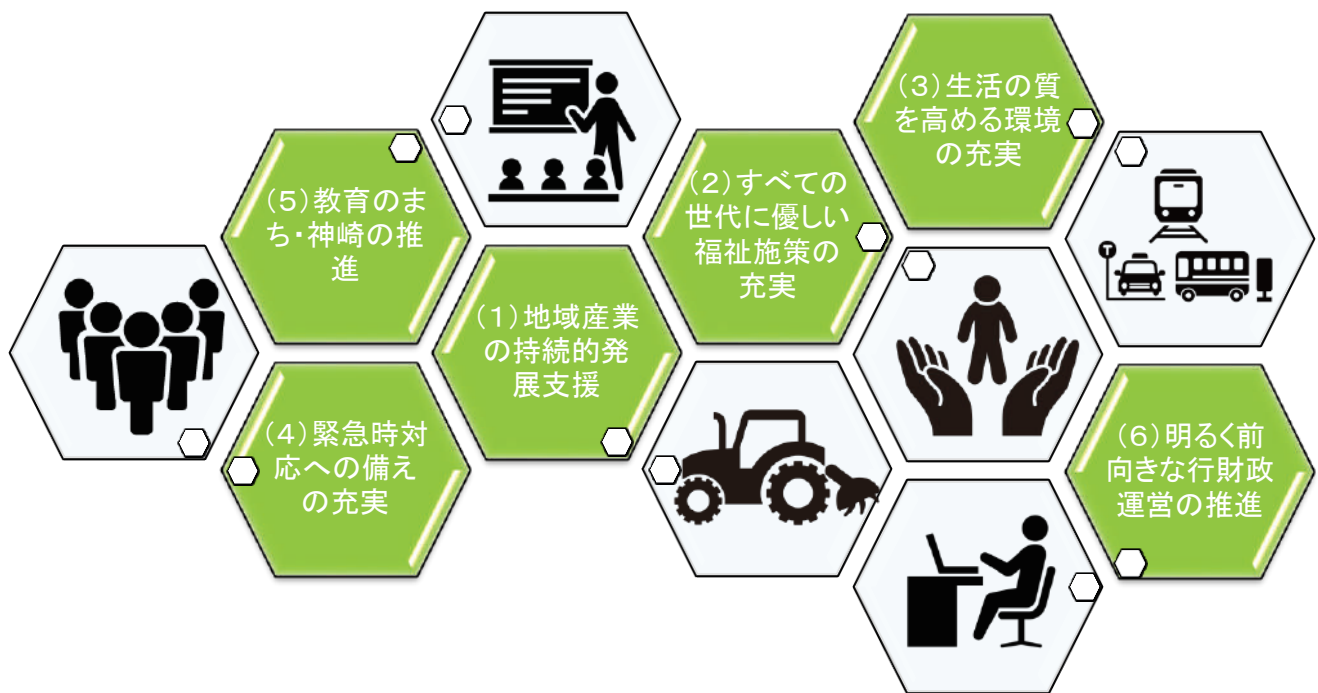 (3)生活の質
を高める環境
の充実
(5)教育のま
ち・神崎の推
進
(2)すべての
世代に優しい
福祉施策の
充実
(1)地域産業
の持続的発
展支援
(4)緊急時対
応への備え
の充実
(6)明るく前
向きな行財政
運営の推進
T